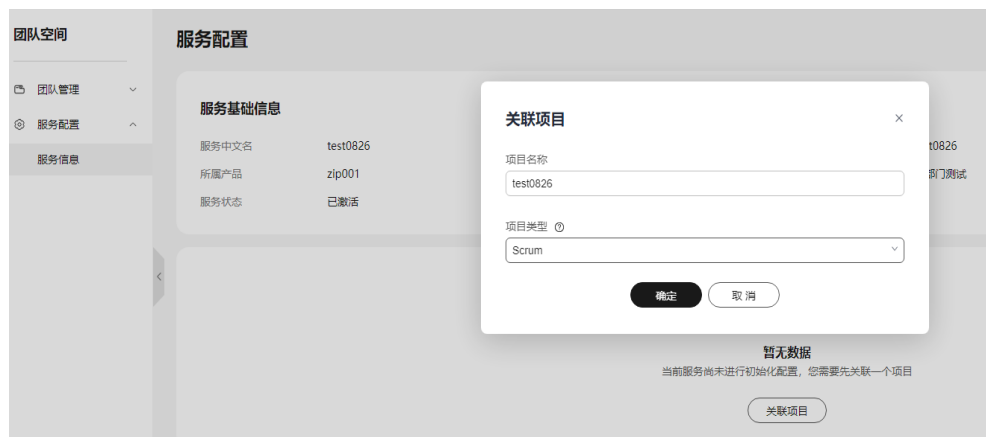 团队空间
团队管理
服务配置
服务信息
服务配置
服务基础信息
服务中文名 test0826
所属产品 zip001
服务状态 已激活
t0826
部门测试
关联项目
项目名称
test0826
项目类型
Scrum
确定
取消
暂无数据
当前服务尚未进行初始化配置，您需要先关联一个项目
关联项目